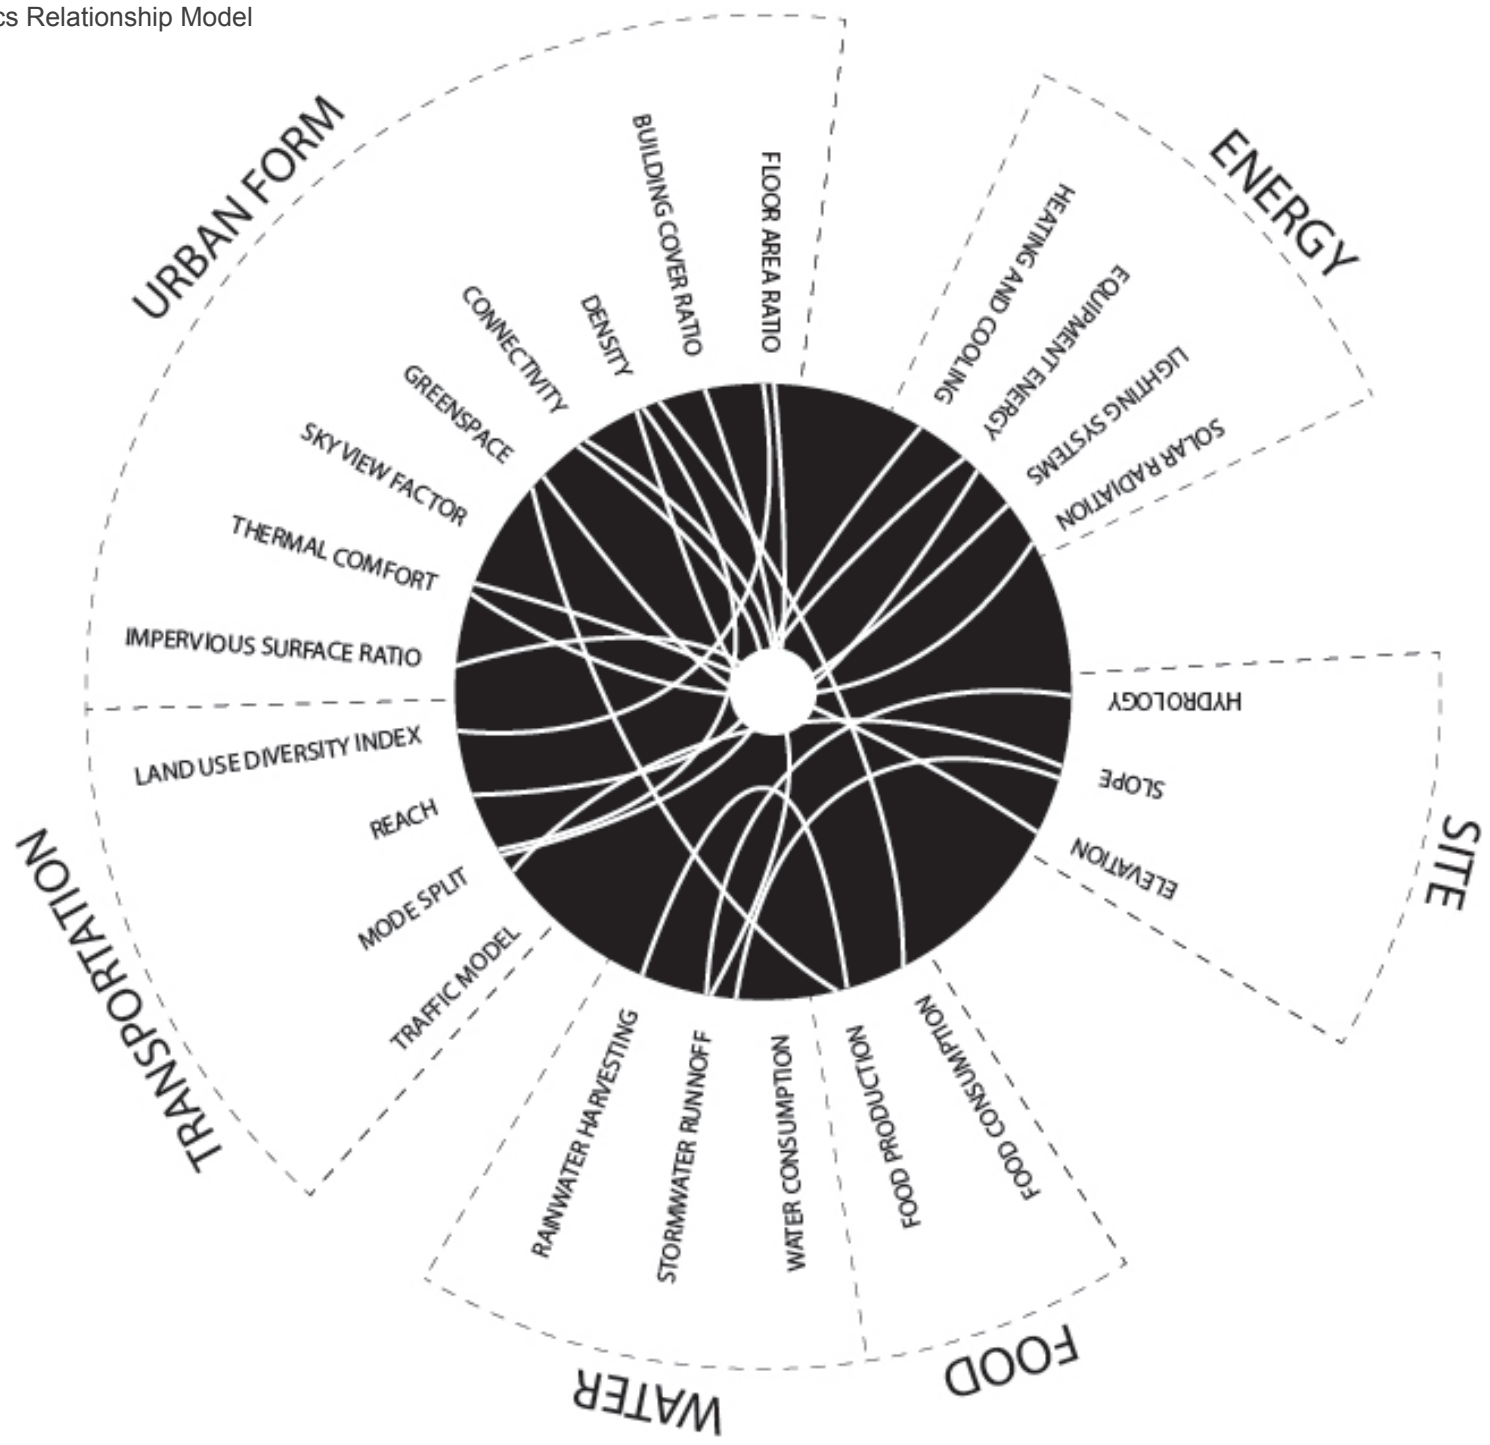 cs Relationship Model
URBAN FORM
FLOOR AREA RATIO
BUILDING COVER RATIO
DENSITY
CONNECTIVITY
GREENSPACE
SKY VIEW FACTOR
THERMAL COMFORT
IMPERVIOUS SURFACE RATIO
TRANSPORTATION
LAND USE DIVERSITY INDEX
REACH
MODE SPLIT
TRAFFIC MODEL
WATER
RAINWATER HARVESTING
STORMWATER RUNNOFF
WATER CONSUMPTION
FOOD
FOOD PRODUCTION
FOOD CONSUMPTION
SITE
ELEVATION
SLOPE
HYDROLOGY
ENERGY
SOLAR RADIATION
LIGHTING SYSTEMS
EQUIPMENT ENERGY
HEATING AND COOLING